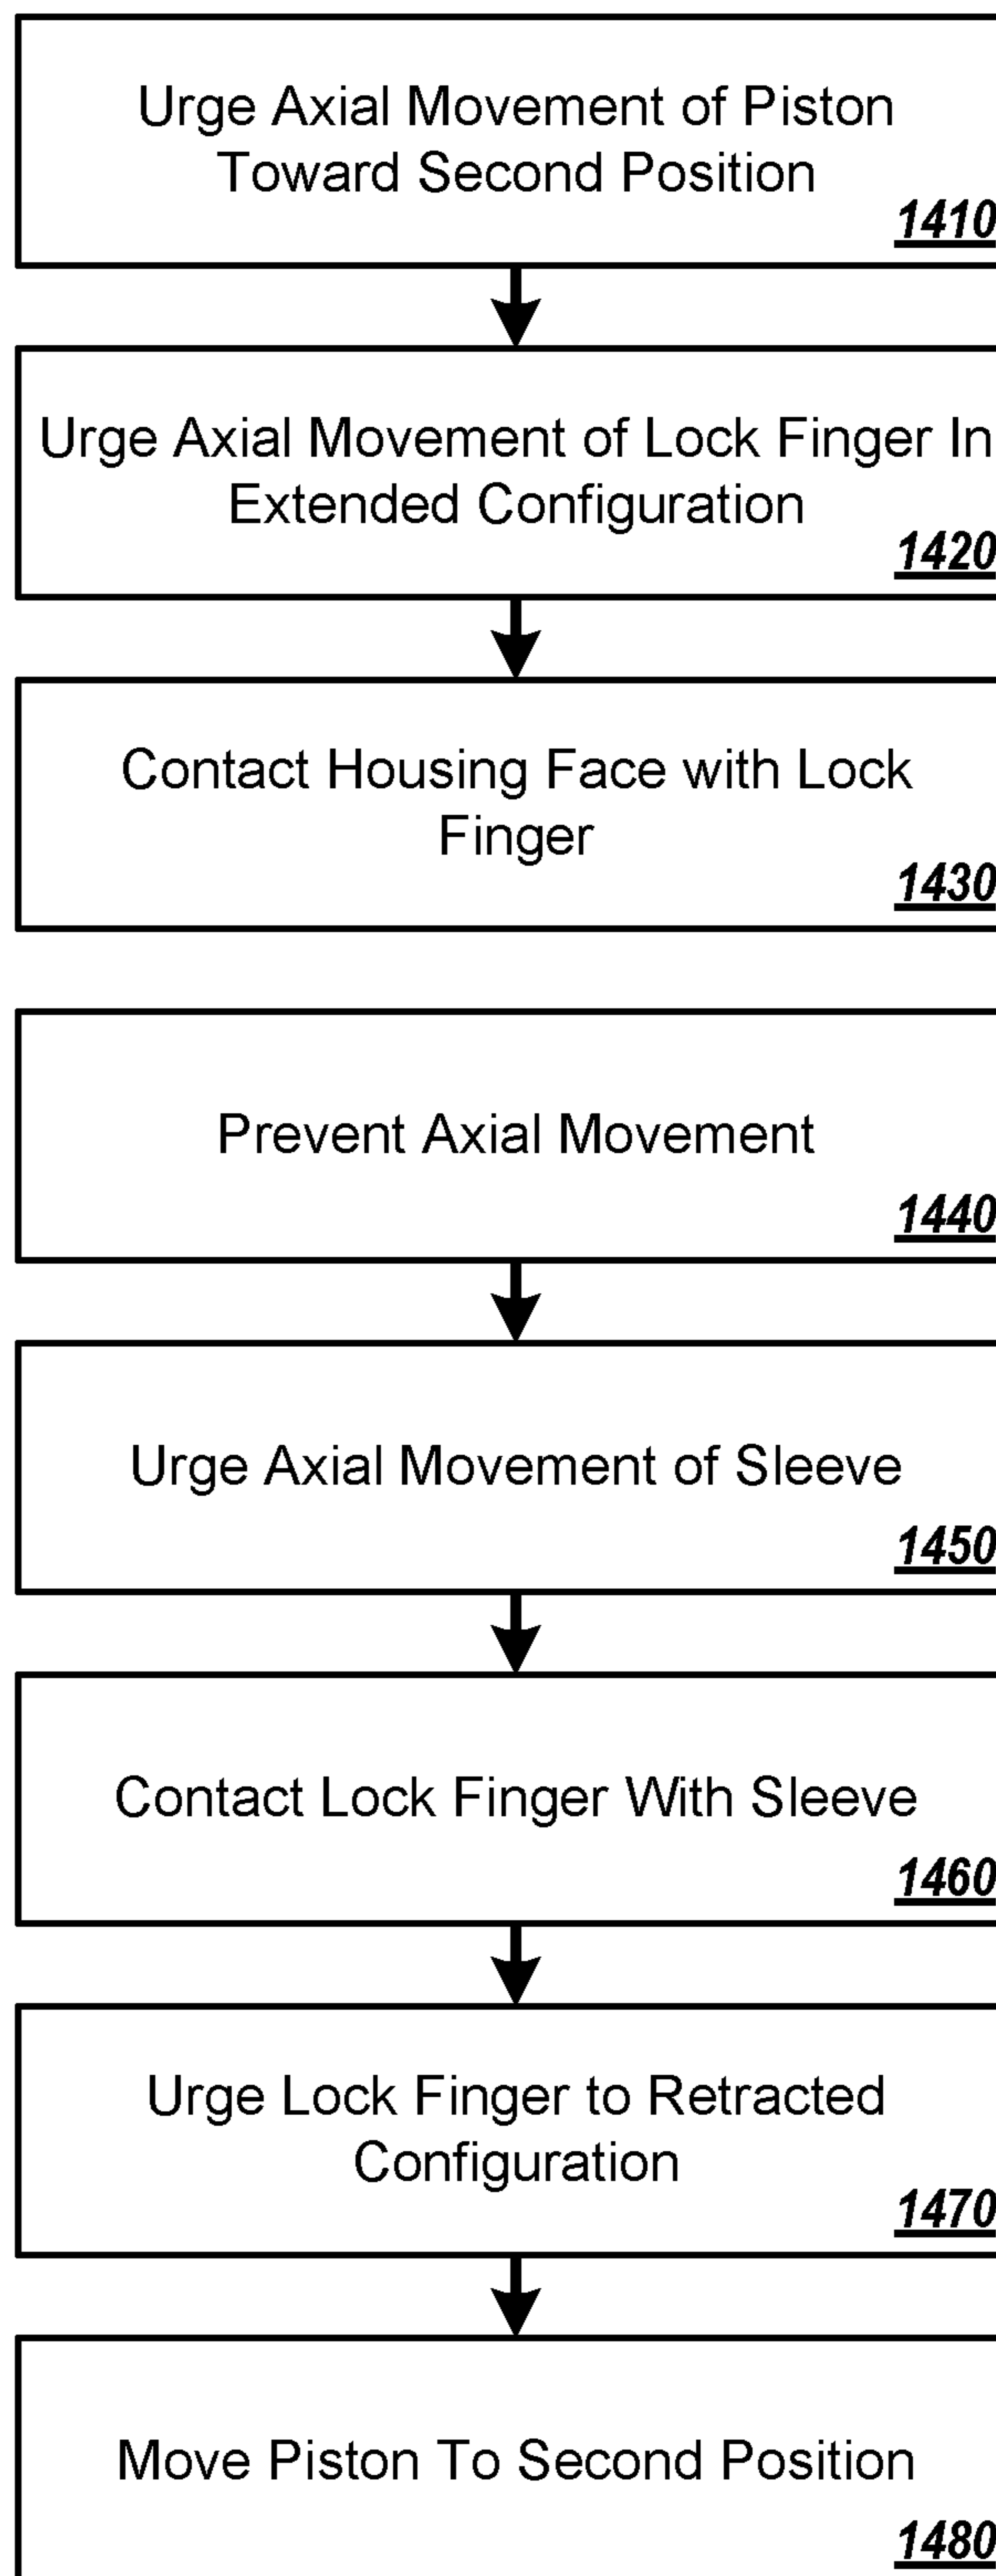 Urge Axial Movement of Piston
Toward Second Position
1410
Urge Axial Movement of Lock Finger In
Extended Configuration
1420
Contact Housing Face with Lock
Finger
1430
Prevent Axial Movement
1440
Urge Axial Movement of Sleeve
1450
Contact Lock Finger With Sleeve
1460
Urge Lock Finger to Retracted
Configuration
1470
Move Piston To Second Position
1480